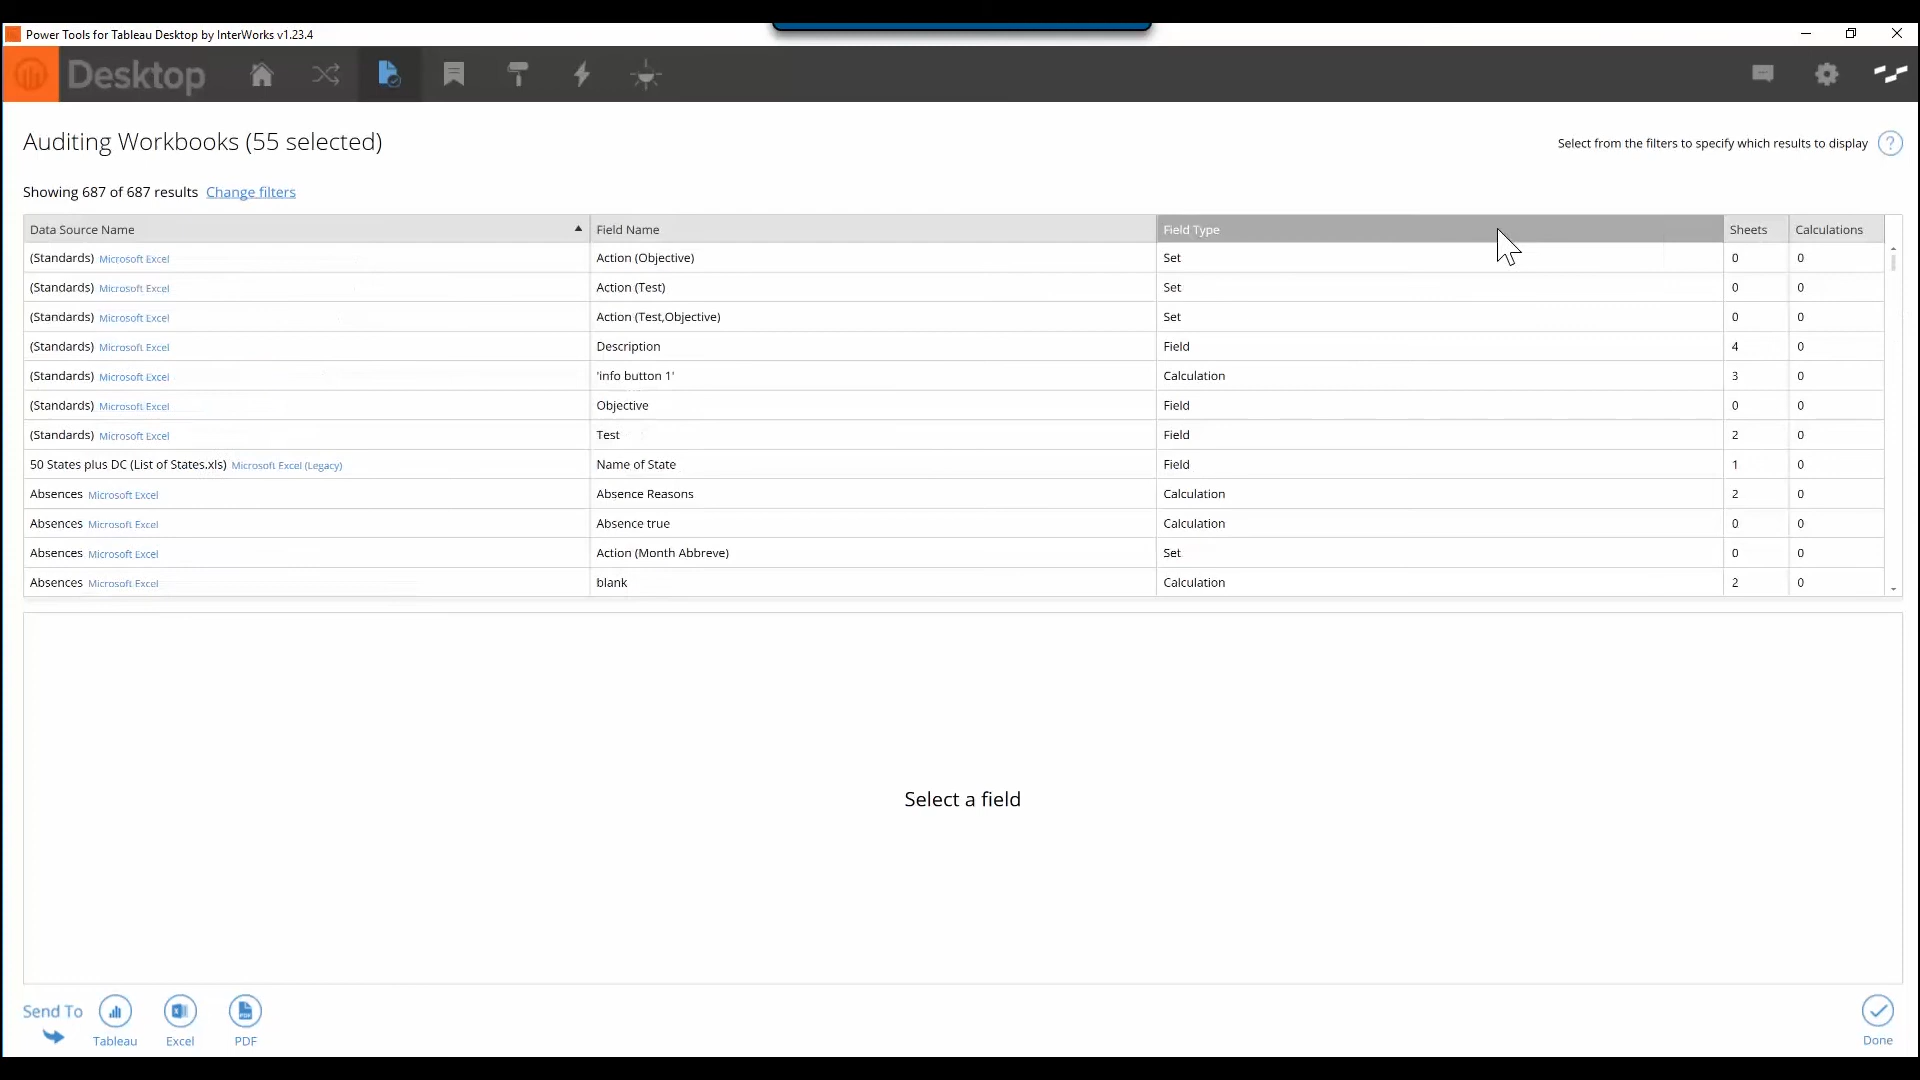 Power Tools for Tableau Desktop by InterWorks v1.23.4
Desktop
Auditing Workbooks (55 selected)
Select from the filters to specify which results to display ?
Showing 687 of 687 results Change filters
Data Source Name Field Name Field Type Sheets Calculations
(Standards) Microsoft Excel Action (Objective) Set 0 0
(Standards) Microsoft Excel Action (Test) Set 0 0
(Standards) Microsoft Excel Action (Test,Objective) Set 0 0
(Standards) Microsoft Excel Description Field 4 0
(Standards) Microsoft Excel 'info button 1' Calculation 3 0
(Standards) Microsoft Excel Objective Field 0 0
(Standards) Microsoft Excel Test Field 2 0
50 States plus DC (List of States.xls) Microsoft Excel (Legacy) Name of State Field 1 0
Absences Microsoft Excel Absence Reasons Calculation 2 0
Absences Microsoft Excel Absence true Calculation 0 0
Absences Microsoft Excel Action (Month Abbreve) Set 0 0
Absences Microsoft Excel blank Calculation 2 0
Select a field
Send To
Tableau Excel PDF Done